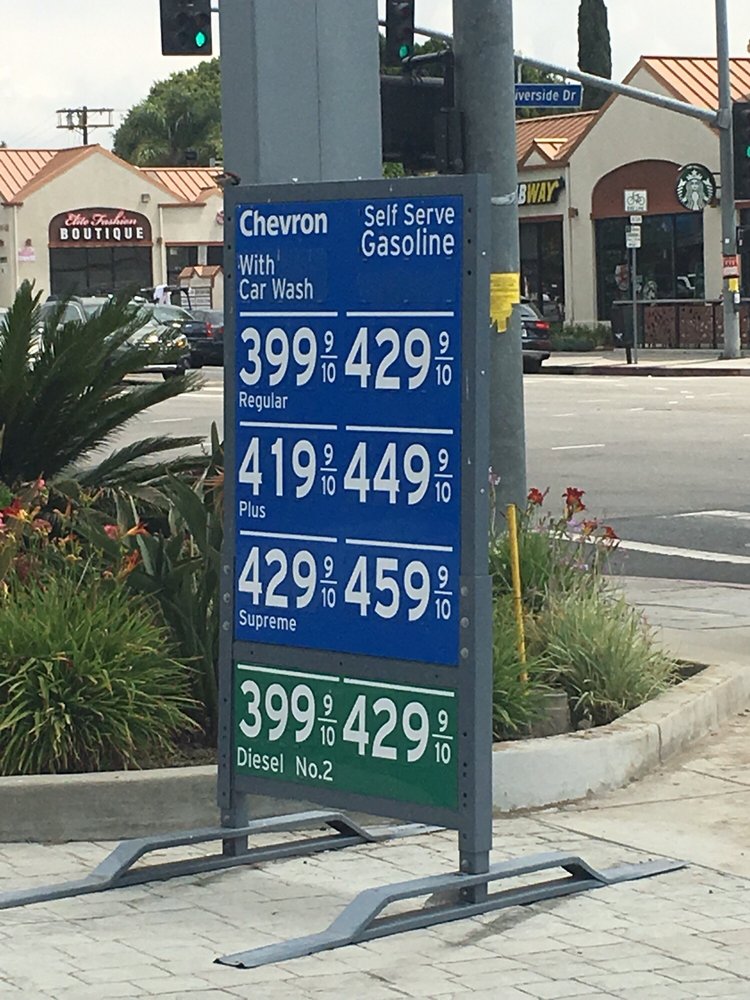 verside Dr
Elite Fashion
BOUTIQUE
BWAY
Chevron
Self Serve
Gasoline
With
Car Wash
399 9/10 429 9/10
Regular
419 9/10 449 9/10
Plus
429 9/10 459 9/10
Supreme
399 9/10 429 9/10
Diesel No.2